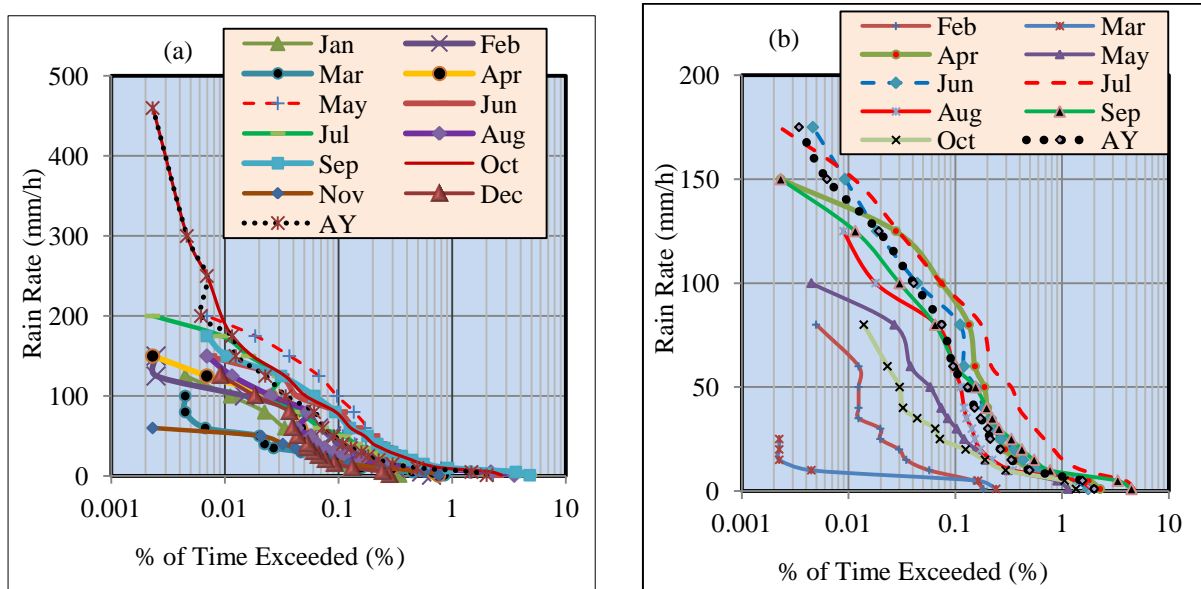 (a)
Jan Feb
Mar Apr
May Jun
Jul Aug
Sep Oct
Nov Dec
AY
Rain Rate (mm/h)
500
400
300
200
100
0
0.001 0.01 0.1 1 10
% of Time Exceeded (%)
(b)
Feb Mar
Apr May
Jun Jul
Aug Sep
Oct AY
Rain Rate (mm/h)
200
150
100
50
0
0.001 0.01 0.1 1 10
% of Time Exceeded (%)